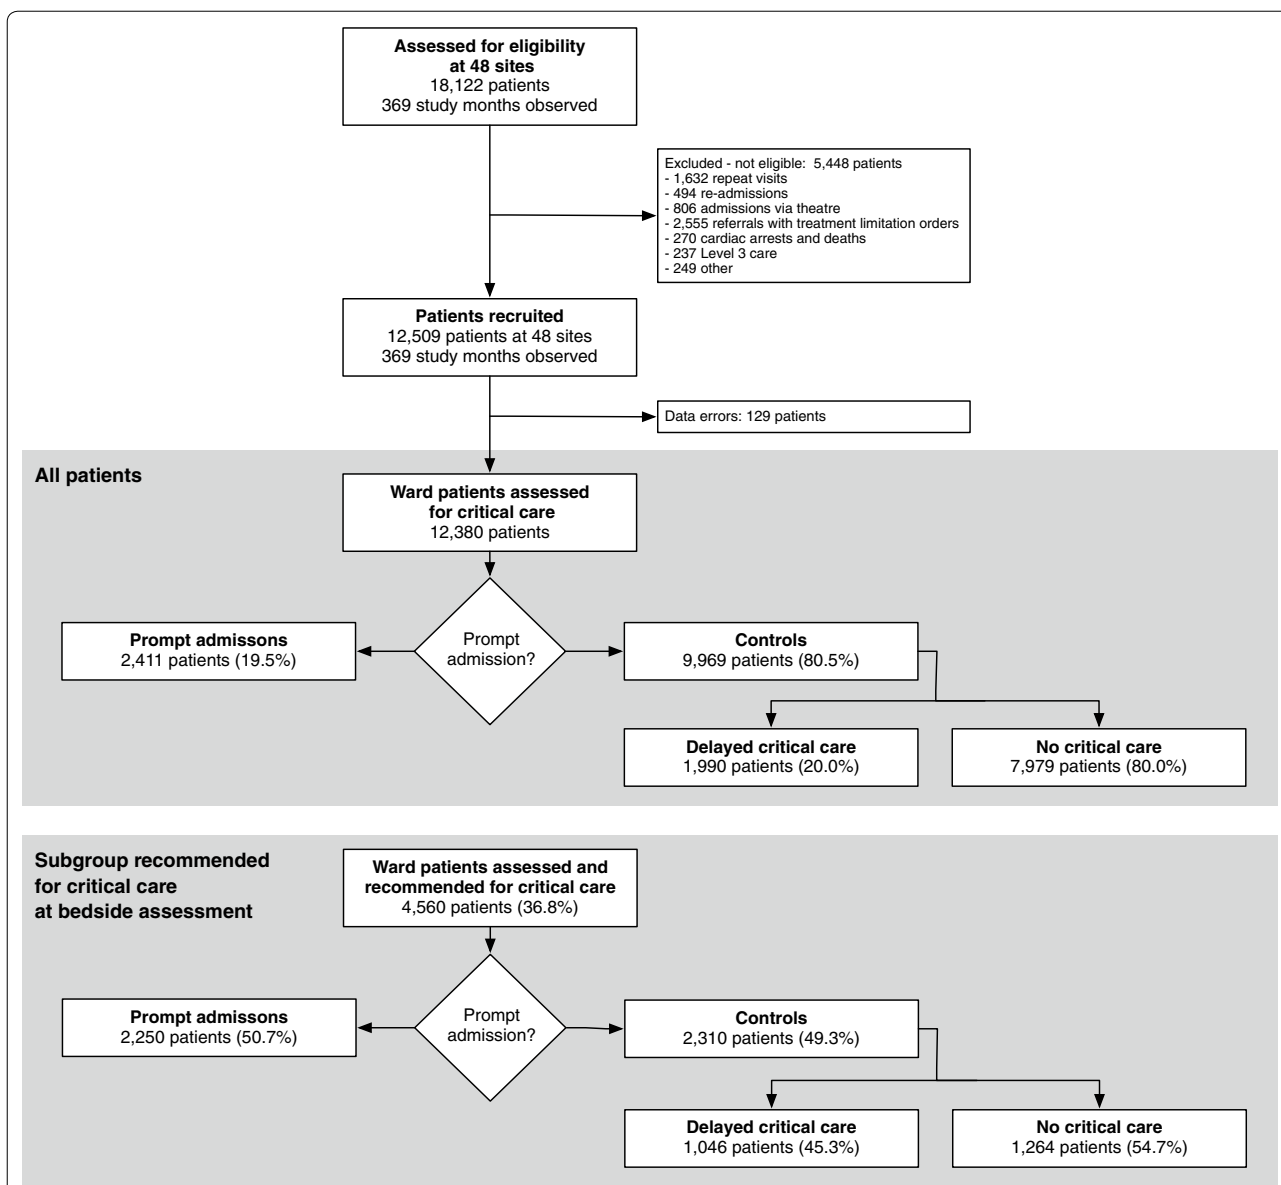 Assessed for eligibility
at 48 sites
18,122 patients
369 study months observed
Excluded - not eligible:  5,448 patients
- 1,632 repeat visits
- 494 re-admissions
- 806 admissions via theatre
- 2,555 referrals with treatment limitation orders
- 270 cardiac arrests and deaths
- 237 Level 3 care
- 249 other
Patients recruited
12,509 patients at 48 sites
369 study months observed
Data errors: 129 patients
All patients
Ward patients assessed
for critical care
12,380 patients
Prompt admissons
2,411 patients (19.5%)
Prompt
admission?
Controls
9,969 patients (80.5%)
Delayed critical care
1,990 patients (20.0%)
No critical care
7,979 patients (80.0%)
Subgroup recommended
for critical care
at bedside assessment
Ward patients assessed and
recommended for critical care
4,560 patients (36.8%)
Prompt admissons
2,250 patients (50.7%)
Prompt
admission?
Controls
2,310 patients (49.3%)
Delayed critical care
1,046 patients (45.3%)
No critical care
1,264 patients (54.7%)